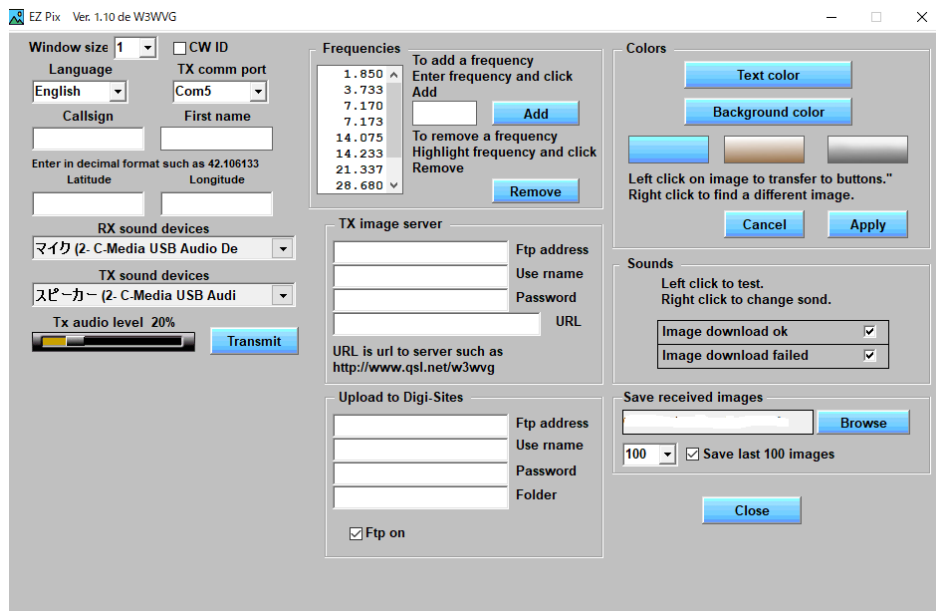 EZ Pix Ver. 1.10 de W3WVG
Window size 1 CW ID
Language TX comm port
English Com5
Callsign First name
Enter in decimal format such as 42.106133
Latitude Longitude
RX sound devices
マイク (2- C-Media USB Audio De
TX sound devices
スピーカー (2- C-Media USB Audi
Tx audio level 20%
Transmit
Frequencies
1.850
3.733
7.170
7.173
14.075
14.233
21.337
28.680
To add a frequency
Enter frequency and click
Add
Add
To remove a frequency
Highlight frequency and click
Remove
Remove
TX image server
Ftp address
Use rname
Password
URL
URL is url to server such as
http://www.qsl.net/w3wvg
Upload to Digi-Sites
Ftp address
Use rname
Password
Folder
Ftp on
Colors
Text color
Background color
Left click on image to transfer to buttons."
Right click to find a different image.
Cancel Apply
Sounds
Left click to test.
Right click to change sond.
Image download ok
Image download failed
Save received images
Browse
100 Save last 100 images
Close